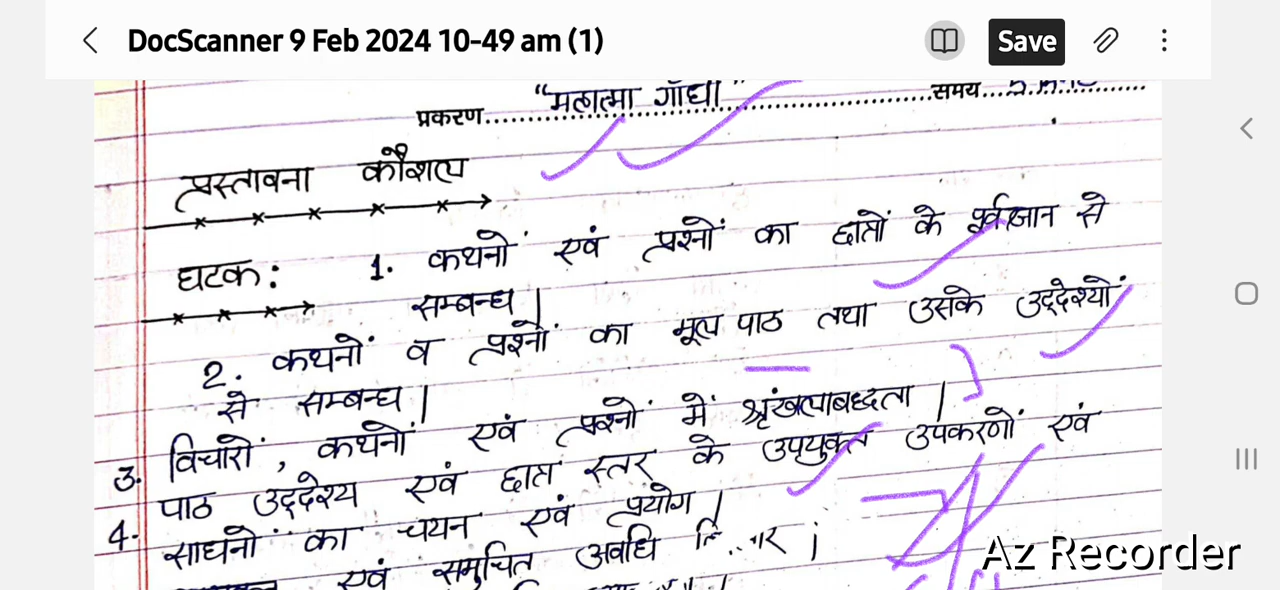 DocScanner 9 Feb 2024 10-49 am (1)
Save
प्रकरण "महात्मा गाँधी" समय
प्रस्तावना कौशल
घटक: 1. कथनों एवं प्रश्नों का छात्रों के पूर्वज्ञान से
सम्बन्ध |
2. कथनों व प्रश्नों का मूल पाठ तथा उसके उद्देश्यों
से सम्बन्ध |
3. विचारों, कथनों एवं प्रश्नों में श्रृंखलाबद्धता |
4. पाठ उद्देश्य एवं छात्र स्तर के उपयुक्त उपकरणों एवं
साधनों का चयन एवं प्रयोग |
एवं समुचित अवधि
Az Recorder